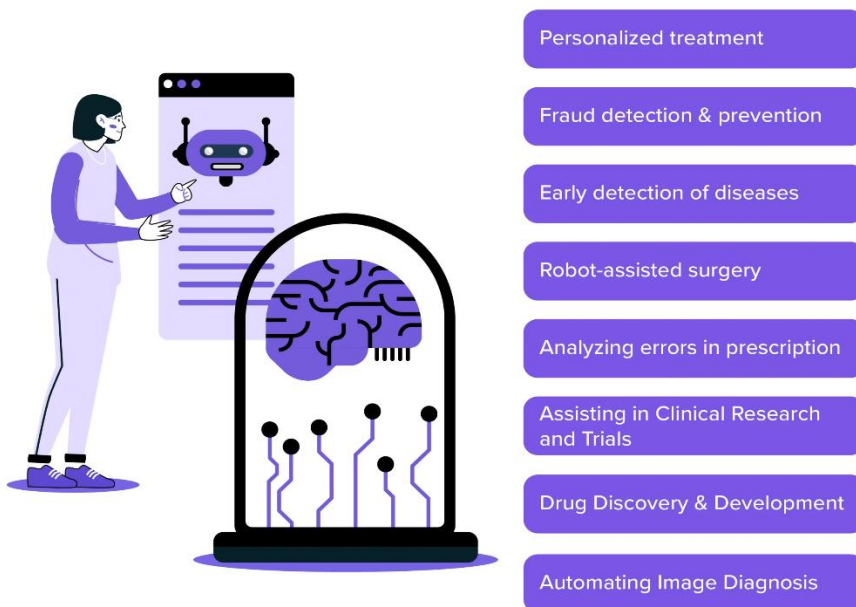 Personalized treatment
Fraud detection & prevention
Early detection of diseases
Robot-assisted surgery
Analyzing errors in prescription
Assisting in Clinical Research
and Trials
Drug Discovery & Development
Automating Image Diagnosis